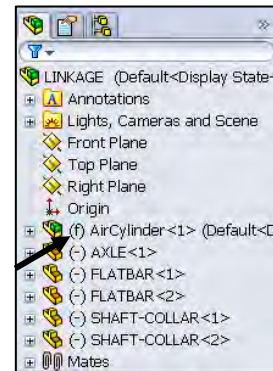 LINKAGE (Default<Display State-
Annotations
Lights, Cameras and Scene
Front Plane
Top Plane
Right Plane
Origin
(f) AirCylinder<1> (Default<D
(-) AXLE<1>
(-) FLATBAR<1>
(-) FLATBAR<2>
(-) SHAFT-COLLAR<1>
(-) SHAFT-COLLAR<2>
Mates